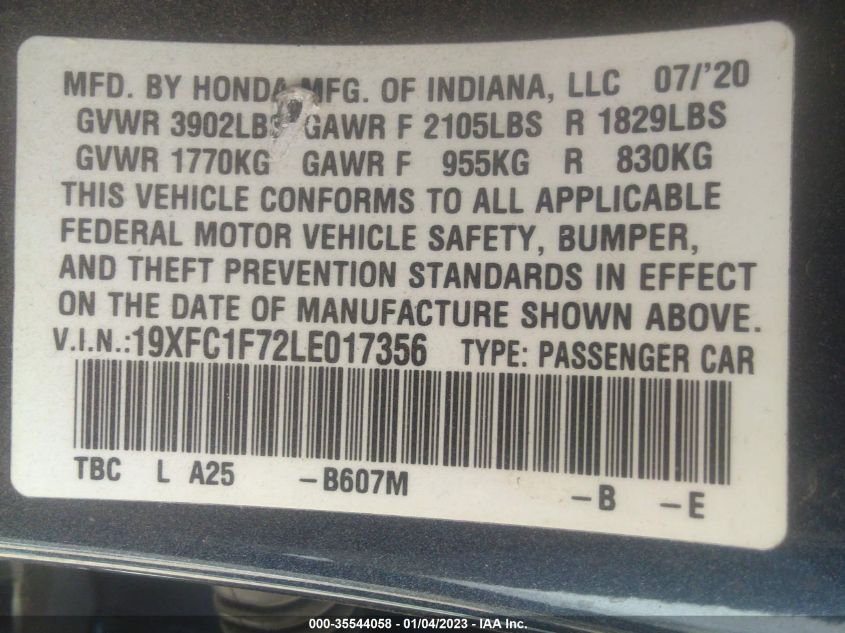 MFD. BY HONDA MFG. OF INDIANA, LLC 07/'20
GVWR 3902LBS GAWR F 2105LBS R 1829LBS
GVWR 1770KG GAWR F 955KG R 830KG
THIS VEHICLE CONFORMS TO ALL APPLICABLE
FEDERAL MOTOR VEHICLE SAFETY, BUMPER,
AND THEFT PREVENTION STANDARDS IN EFFECT
ON THE DATE OF MANUFACTURE SHOWN ABOVE.
V.I.N.:19XFC1F72LE017356 TYPE: PASSENGER CAR
TBC L A25 -B607M -B -E
000-35544058 - 01/04/2023 - IAA Inc.